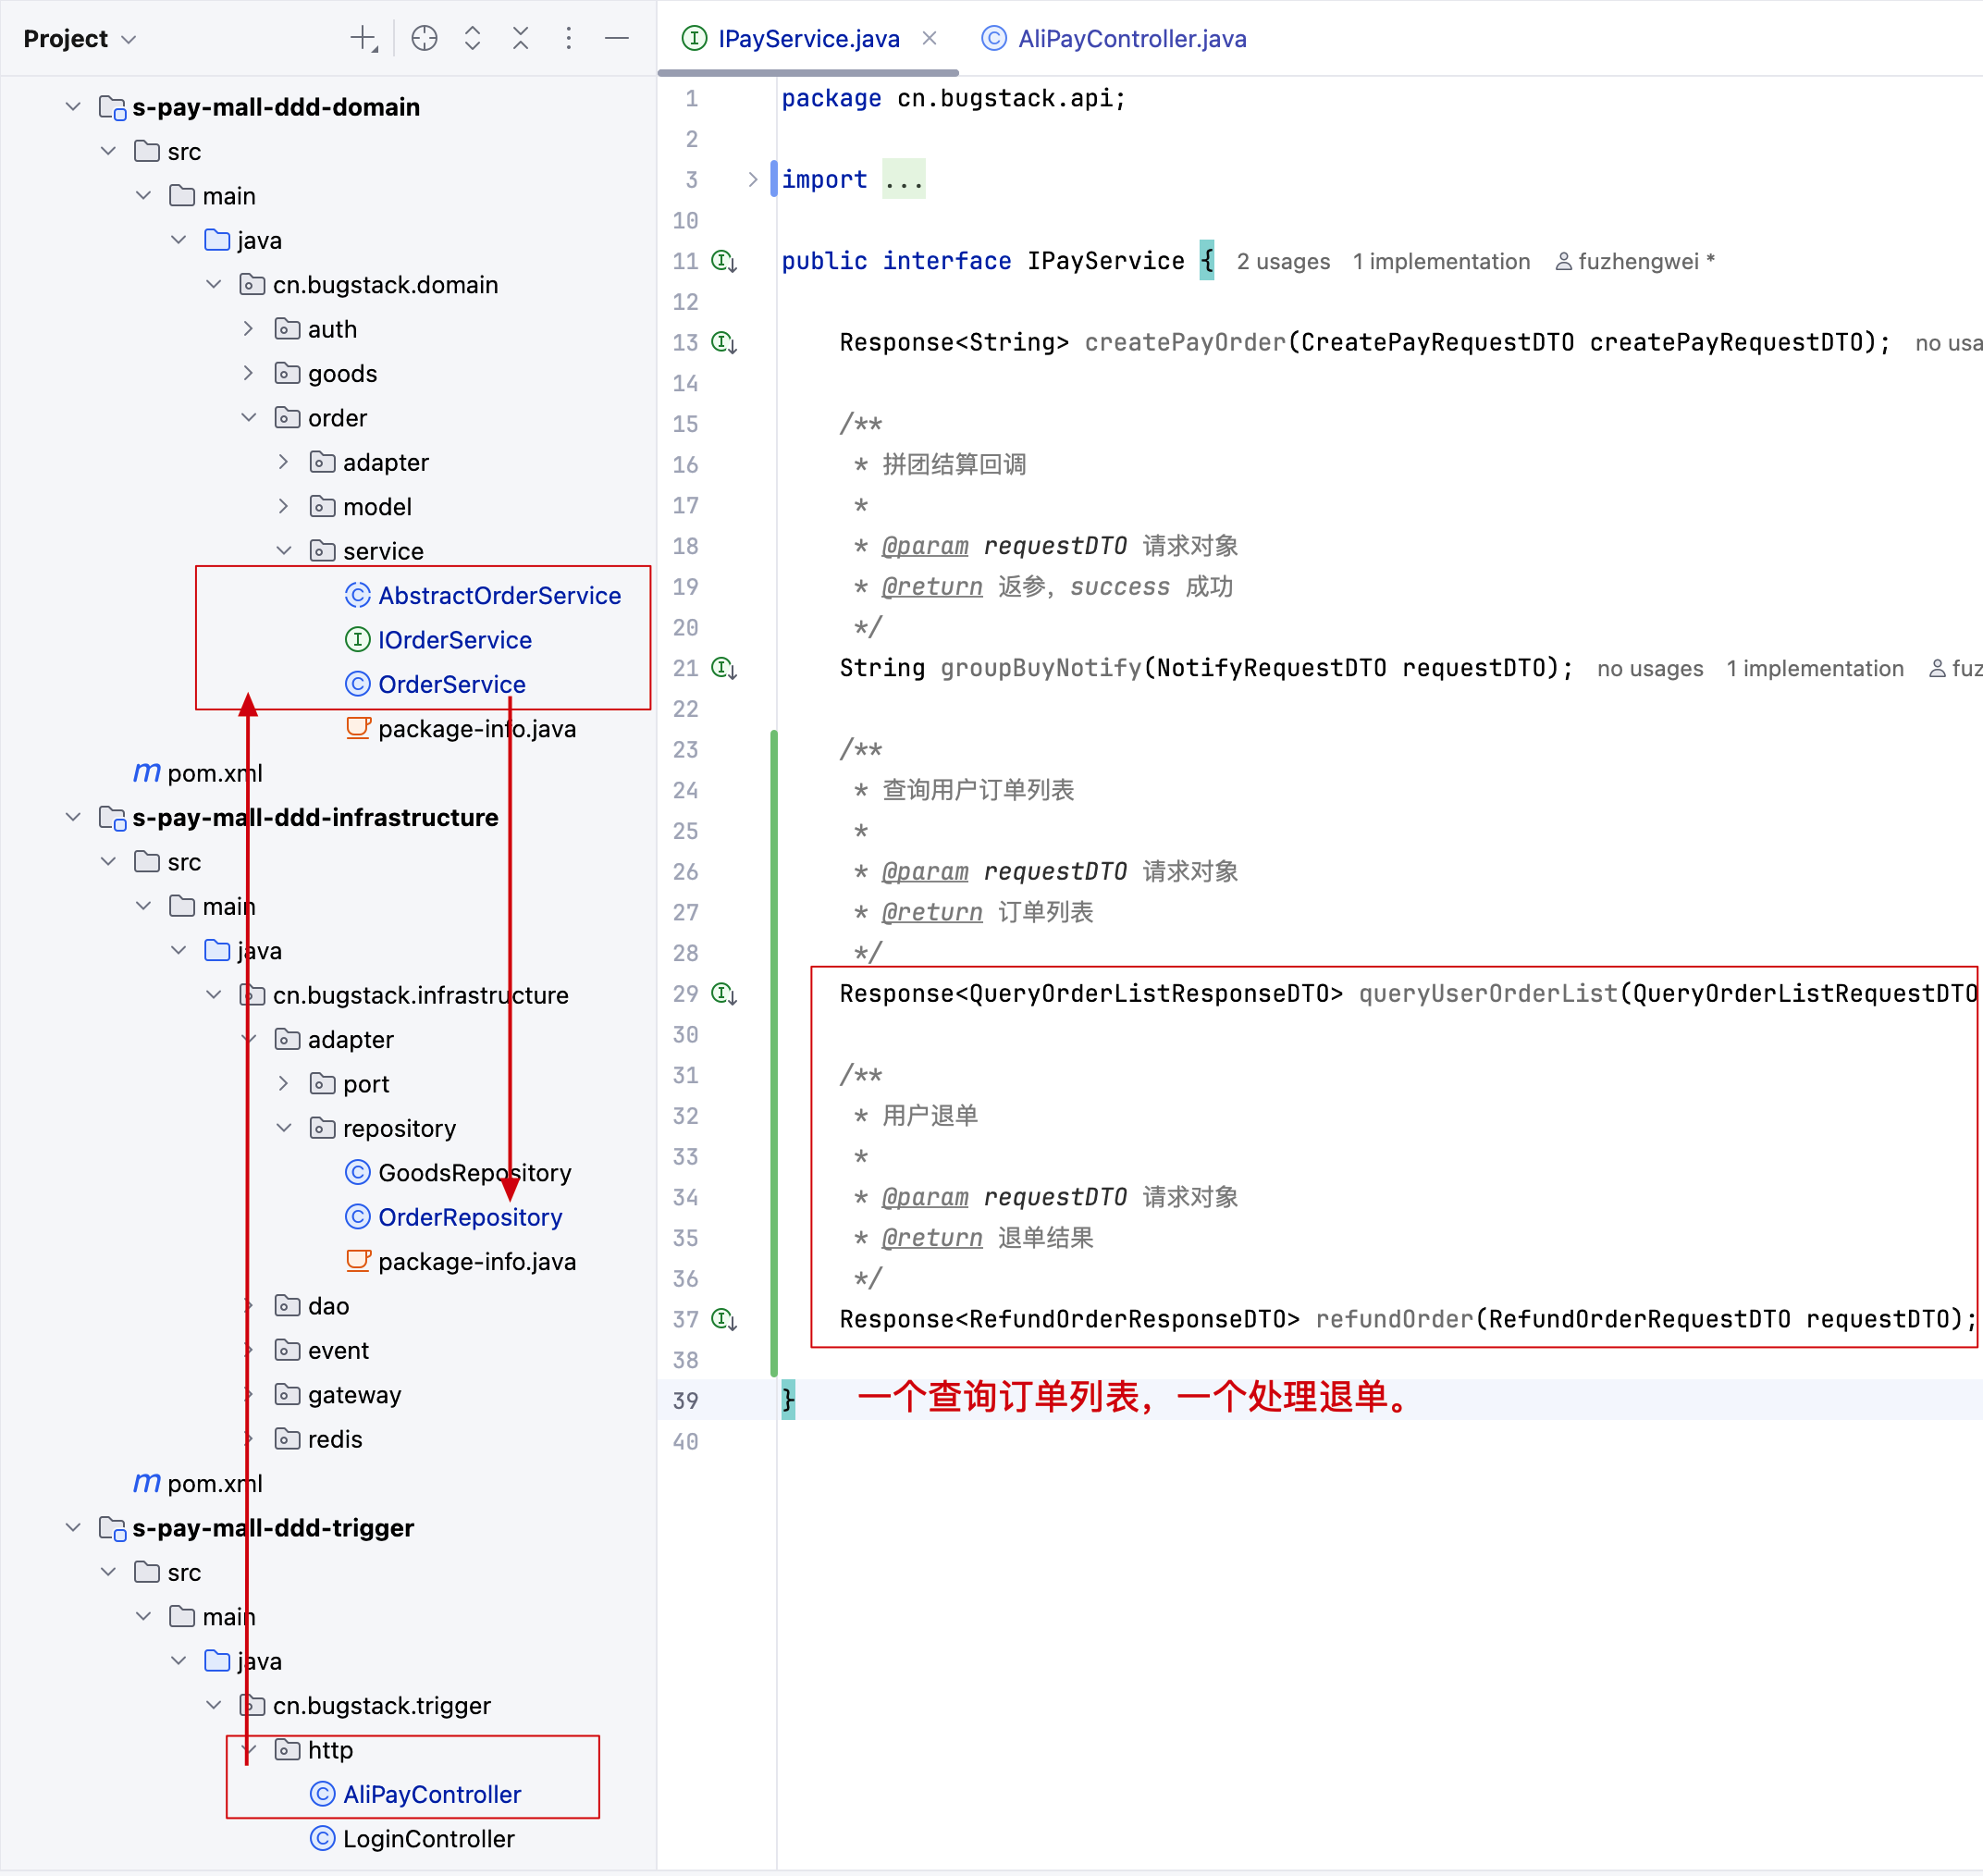 Project
s-pay-mall-ddd-domain
src
main
java
cn.bugstack.domain
auth
goods
order
adapter
model
service
AbstractOrderService
IOrderService
OrderService
package-info.java
pom.xml
s-pay-mall-ddd-infrastructure
src
main
java
cn.bugstack.infrastructure
adapter
port
repository
GoodsRepository
OrderRepository
package-info.java
dao
event
gateway
redis
pom.xml
s-pay-mall-ddd-trigger
src
main
java
cn.bugstack.trigger
http
AliPayController
LoginController
IPayService.java AliPayController.java
1 package cn.bugstack.api;
2
3 import ...
10
11 public interface IPayService { 2 usages 1 implementation fuzhengwei *
12
13 Response<String> createPayOrder(CreatePayRequestDTO createPayRequestDTO); no usa
14
15 /**
16 * 拼团结算回调
17 *
18 * @param requestDTO 请求对象
19 * @return 返参，success 成功
20 */
21 String groupBuyNotify(NotifyRequestDTO requestDTO); no usages 1 implementation fuz
22
23 /**
24 * 查询用户订单列表
25 *
26 * @param requestDTO 请求对象
27 * @return 订单列表
28 */
29 Response<QueryOrderListResponseDTO> queryUserOrderList(QueryOrderListRequestDTO
30
31 /**
32 * 用户退单
33 *
34 * @param requestDTO 请求对象
35 * @return 退单结果
36 */
37 Response<RefundOrderResponseDTO> refundOrder(RefundOrderRequestDTO requestDTO);
38
39 } 一个查询订单列表，一个处理退单。
40